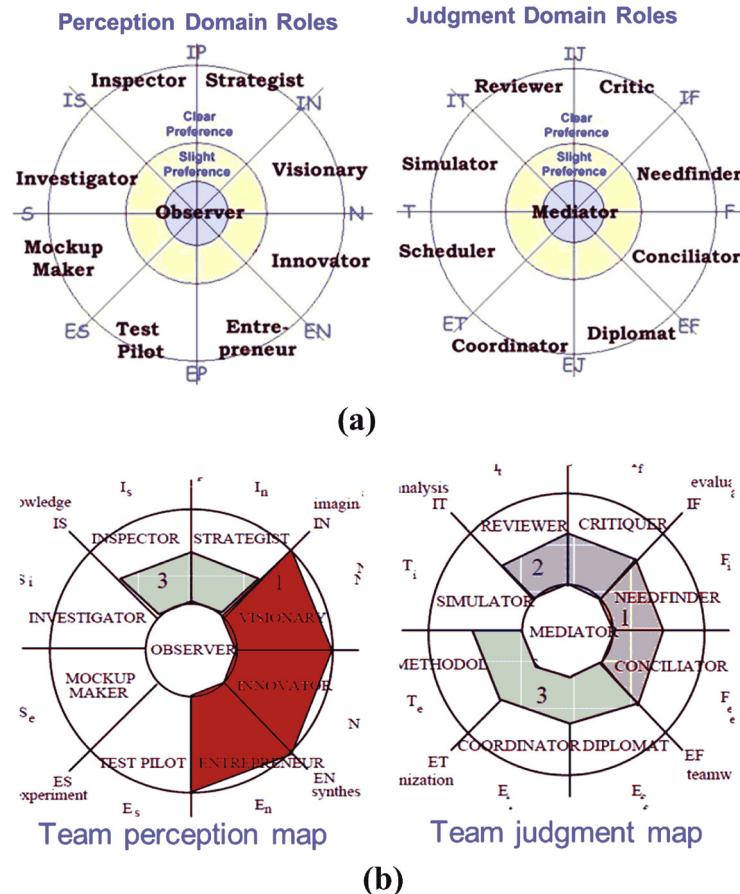 Perception Domain Roles
Judgment Domain Roles
IP
Inspector
Strategist
IS
IN
Clear
Preference
Slight
Preference
Investigator
Visionary
S
Observer
N
Mockup
Maker
Innovator
ES
Test
Pilot
Entre-
preneur
EN
EP
IJ
Reviewer
Critic
IT
IF
Clear
Preference
Slight
Preference
Simulator
Needfinder
T
Mediator
F
Scheduler
Conciliator
ET
Coordinator
Diplomat
EF
EJ
(a)
Is
In
owledge
IS
imagin
IN
INSPECTOR
STRATEGIST
3
1
Si
INVESTIGATOR
VISIONARY
OBSERVER
MOCKUP
MAKER
INNOVATOR
Se
N
TEST PILOT
ENTREPRENEUR
ES
xperiment
EN
synthes
Es
En
Team perception map
It
If
nalysis
IT
evalua
IF
REVIEWER
CRITIQUER
2
Ti
Fi
SIMULATOR
NEEDFINDER
1
MEDIATOR
METHODOL
CONCILIATOR
Te
3
Fe
COORDINATOR
DIPLOMAT
ET
nization
EF
teamw
Team judgment map
(b)